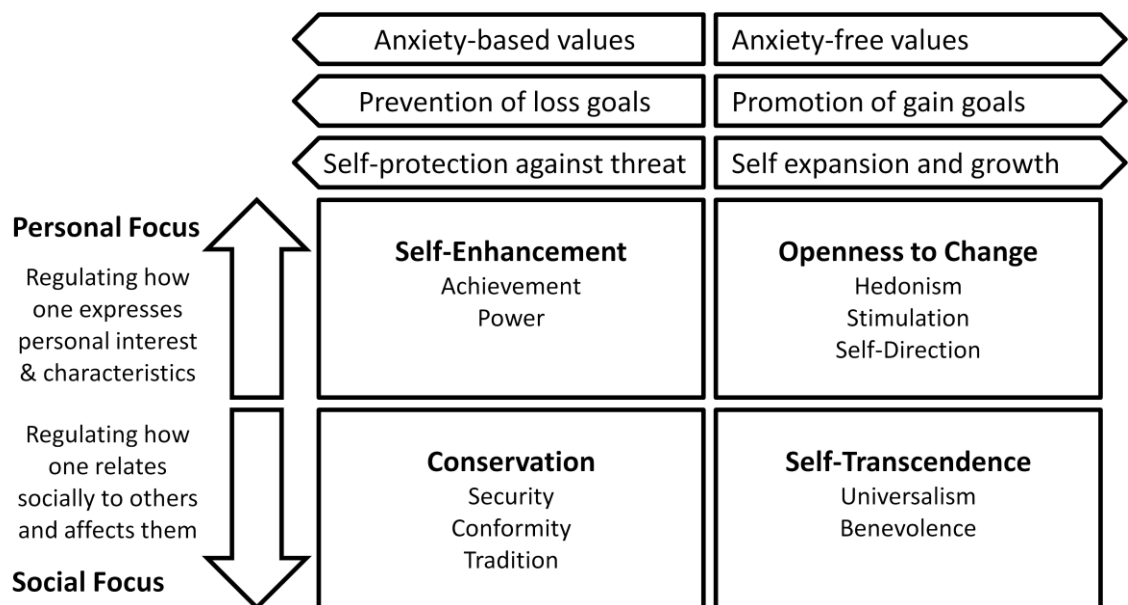 Anxiety-based values
Anxiety-free values
Prevention of loss goals
Promotion of gain goals
Self-protection against threat
Self expansion and growth
Personal Focus
Regulating how
one expresses
personal interest
& characteristics
Self-Enhancement
Achievement
Power
Openness to Change
Hedonism
Stimulation
Self-Direction
Regulating how
one relates
socially to others
and affects them
Social Focus
Conservation
Security
Conformity
Tradition
Self-Transcendence
Universalism
Benevolence